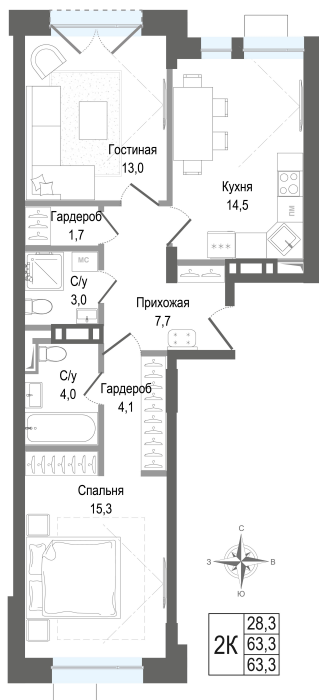 Гостиная
13,0
Кухня
14,5
ПМ
Гардероб
1,7
МС
С/у
3,0
Прихожая
7,7
С/у
4,0
Гардероб
4,1
Спальня
15,3
С
З
В
Ю
2К
28,3
63,3
63,3